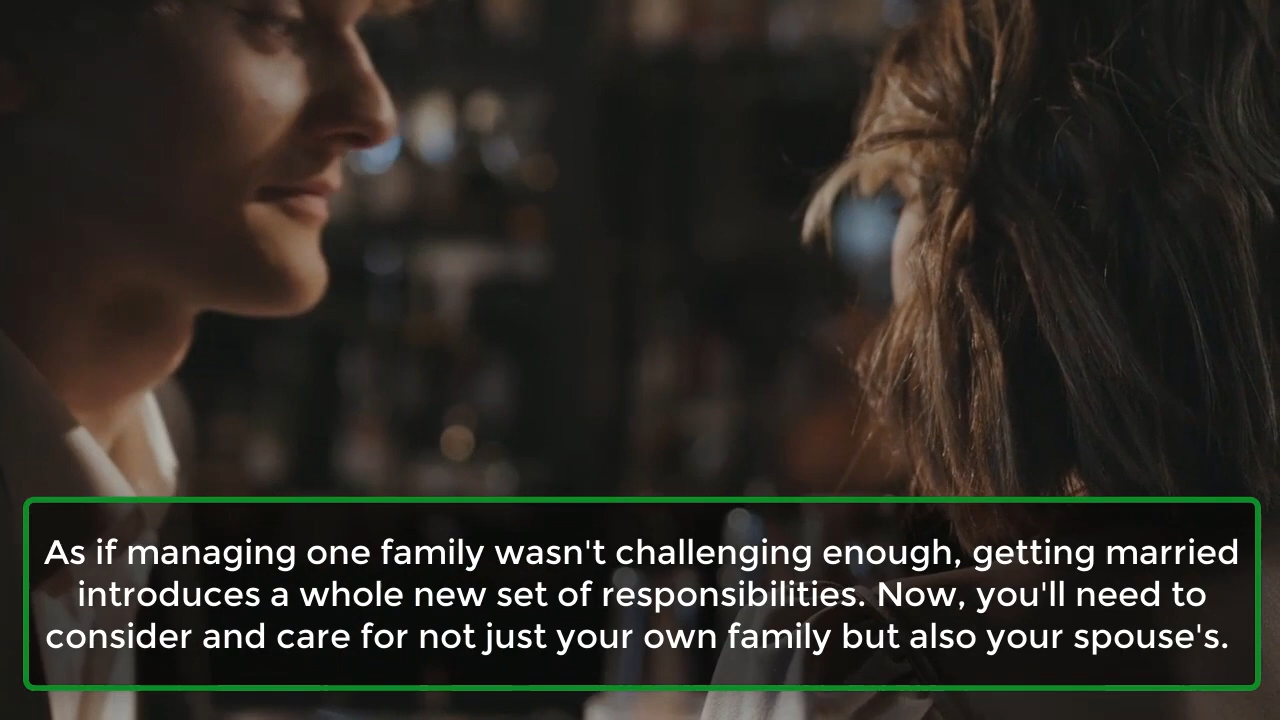 As if managing one family wasn't challenging enough, getting married
introduces a whole new set of responsibilities. Now, you'll need to
consider and care for not just your own family but also your spouse's.